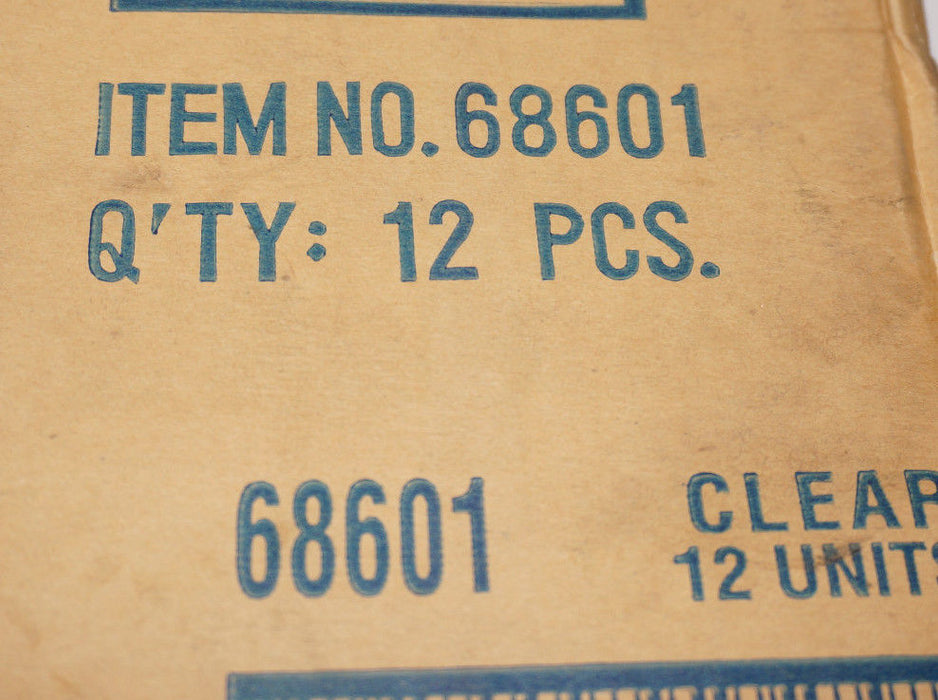 ITEM NO. 68601
Q'TY: 12 PCS.
68601
CLEAR
12 UNITS